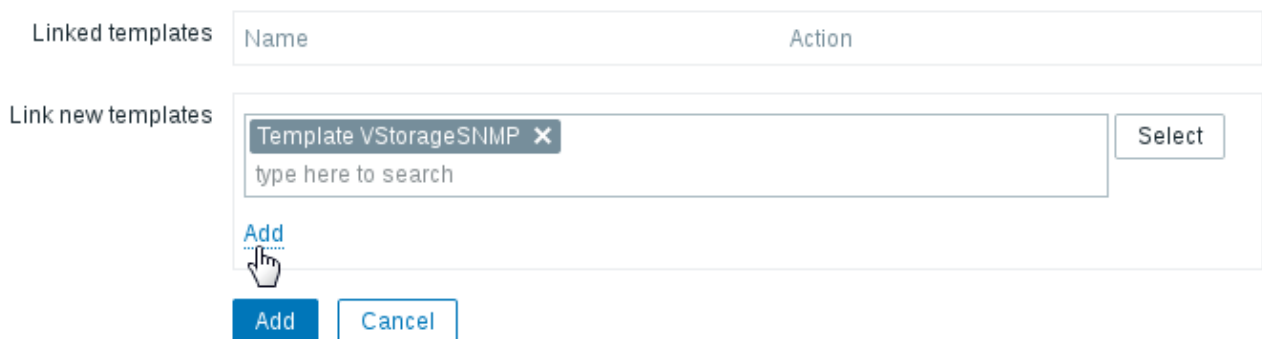 Linked templates Name Action
Link new templates
Template VStorageSNMP ✕ Select
type here to search
Add
Add Cancel